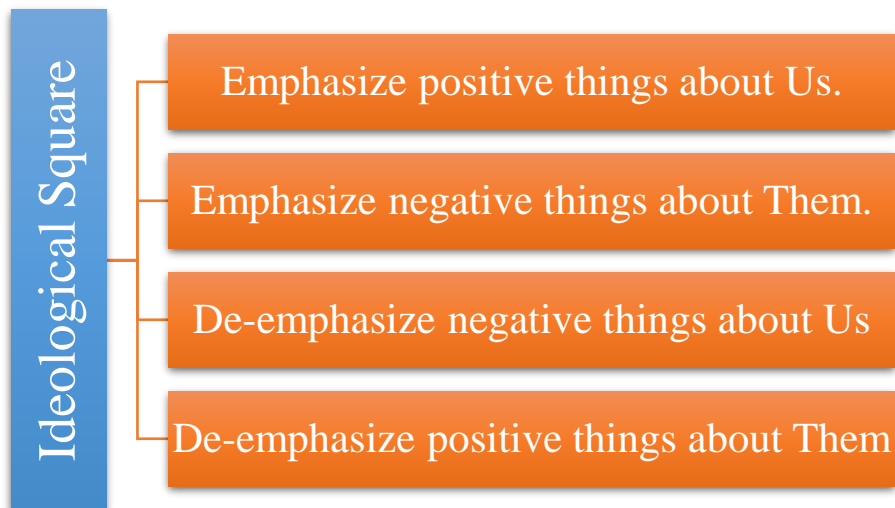 Ideological Square
Emphasize positive things about Us.
Emphasize negative things about Them.
De-emphasize negative things about Us
De-emphasize positive things about Them